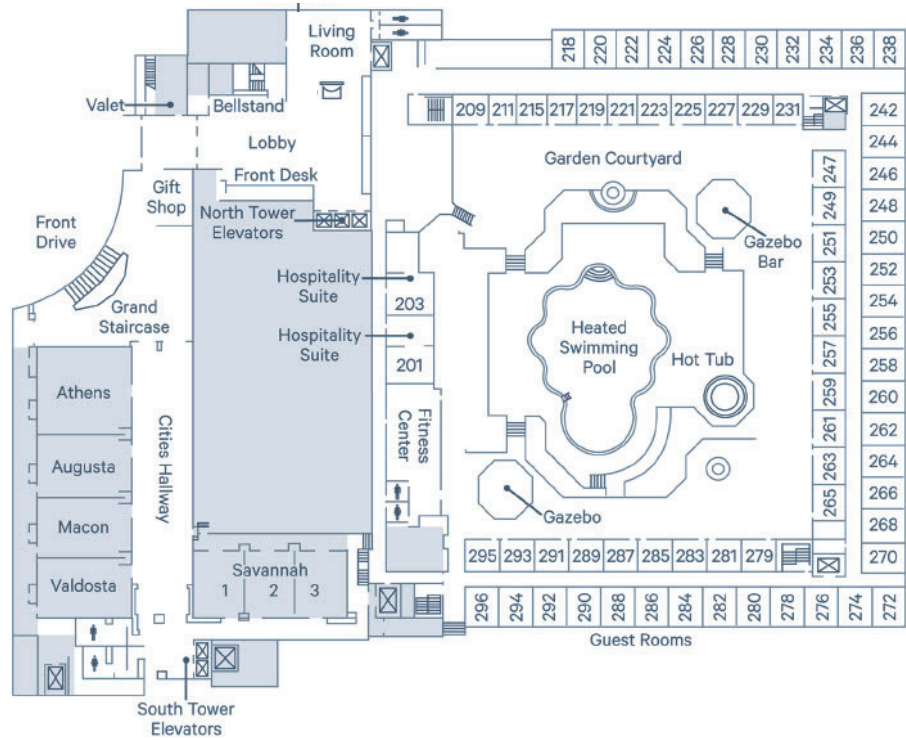 Living
Room
218 220 222 224 226 228 230 232 234 236 238
Valet
Bellstand
209 211 215 217 219 221 223 225 227 229 231
242
244
246
248
250
252
254
256
258
260
262
264
266
268
270
Lobby
Garden Courtyard
Front Desk
Gift
Shop
247
249
251
253
255
257
259
261
263
265
North Tower
Elevators
Front
Drive
Gazebo
Bar
Hospitality
Suite
203
Grand
Staircase
Hospitality
Suite
201
Heated
Swimming
Pool
Hot Tub
Athens
Augusta
Macon
Valdosta
Cities Hallway
Fitness
Center
Gazebo
Savannah
1 2 3
295 293 291 289 287 285 283 281 279
296 294 292 290 288 286 284 282 280 278 276 274 272
Guest Rooms
South Tower
Elevators